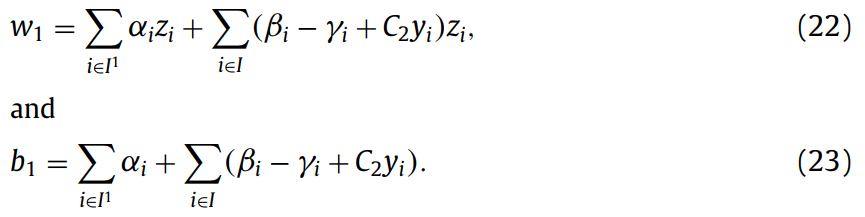 w₁ = ∑_{i∈I¹} αᵢzᵢ + ∑_{i∈I} (βᵢ − γᵢ + C₂yᵢ)zᵢ, (22)
and
b₁ = ∑_{i∈I¹} αᵢ + ∑_{i∈I} (βᵢ − γᵢ + C₂yᵢ). (23)